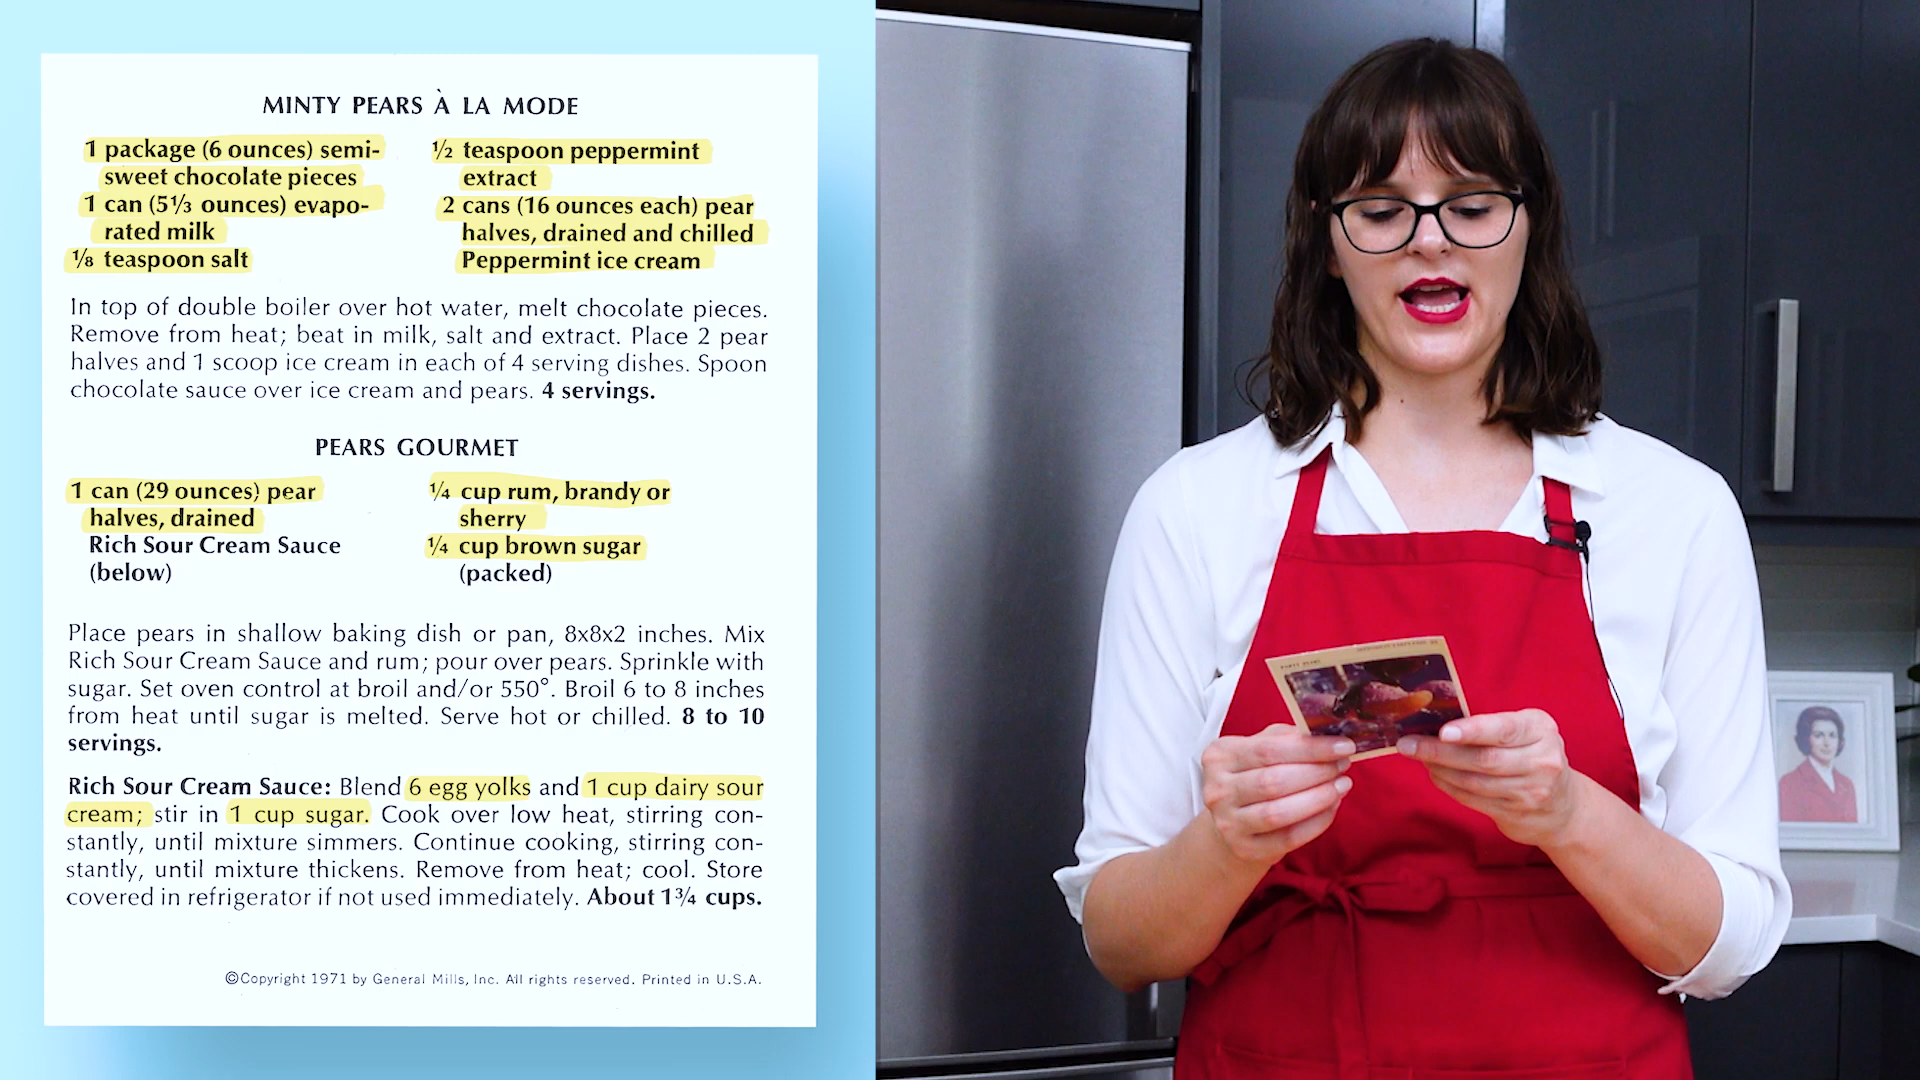 MINTY PEARS À LA MODE
1 package (6 ounces) semi-
sweet chocolate pieces
1 can (5⅓ ounces) evapo-
rated milk
⅛ teaspoon salt
½ teaspoon peppermint
extract
2 cans (16 ounces each) pear
halves, drained and chilled
Peppermint ice cream
In top of double boiler over hot water, melt chocolate pieces.
Remove from heat; beat in milk, salt and extract. Place 2 pear
halves and 1 scoop ice cream in each of 4 serving dishes. Spoon
chocolate sauce over ice cream and pears. 4 servings.
PEARS GOURMET
1 can (29 ounces) pear
halves, drained
Rich Sour Cream Sauce
(below)
¼ cup rum, brandy or
sherry
¼ cup brown sugar
(packed)
Place pears in shallow baking dish or pan, 8x8x2 inches. Mix
Rich Sour Cream Sauce and rum; pour over pears. Sprinkle with
sugar. Set oven control at broil and/or 550°. Broil 6 to 8 inches
from heat until sugar is melted. Serve hot or chilled. 8 to 10
servings.
Rich Sour Cream Sauce: Blend 6 egg yolks and 1 cup dairy sour
cream; stir in 1 cup sugar. Cook over low heat, stirring con-
stantly, until mixture simmers. Continue cooking, stirring con-
stantly, until mixture thickens. Remove from heat; cool. Store
covered in refrigerator if not used immediately. About 1¾ cups.
©Copyright 1971 by General Mills, Inc. All rights reserved. Printed in U.S.A.